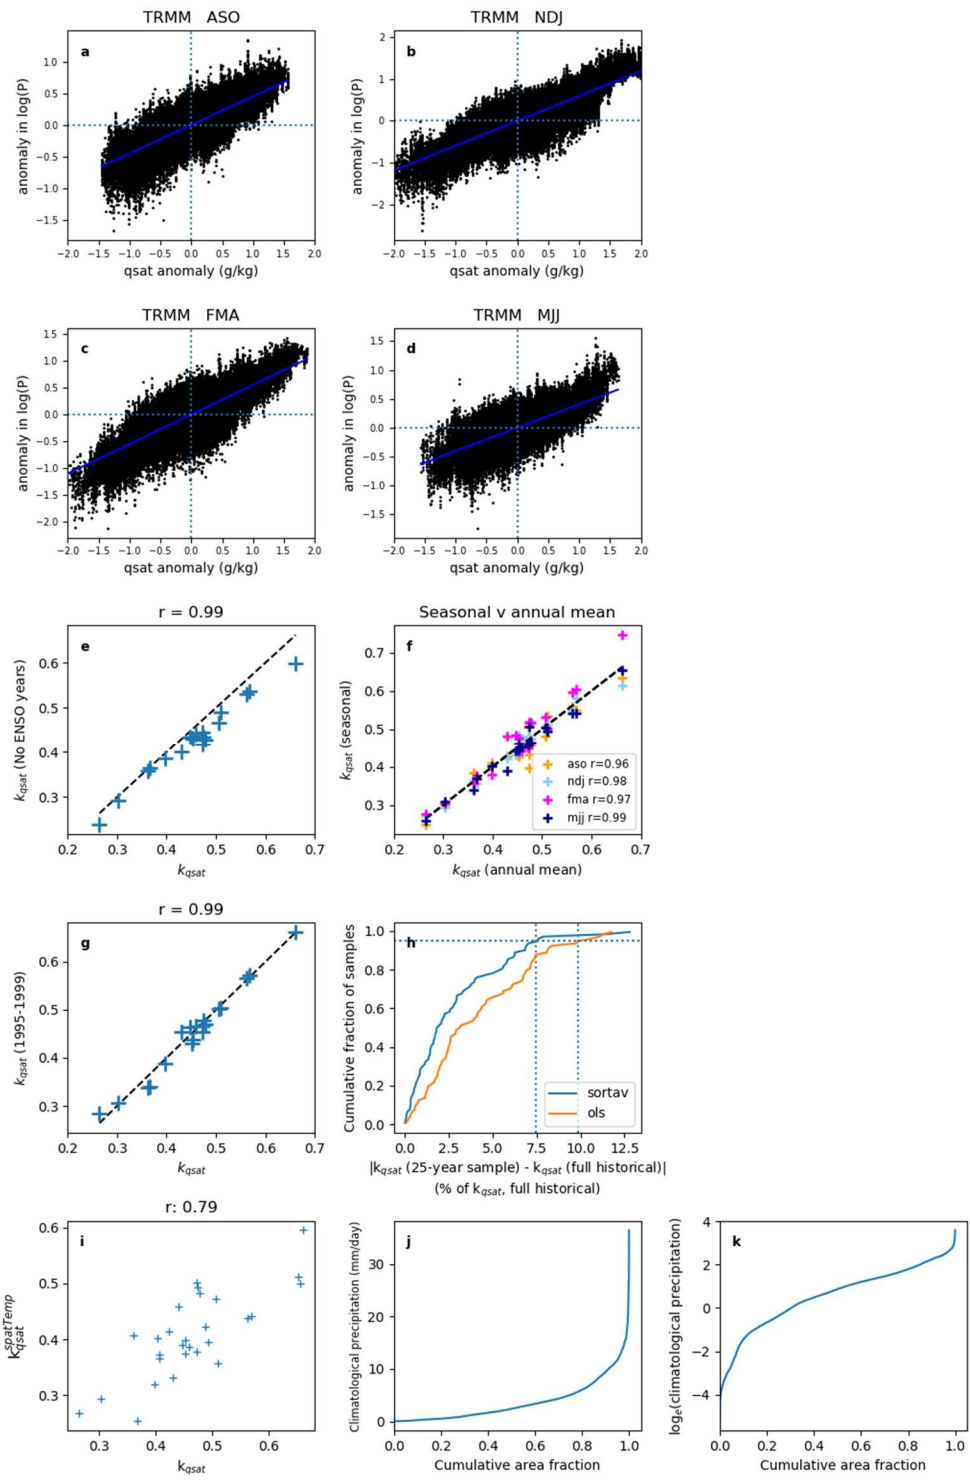 TRMM ASO
a
1.0
0.5
0.0
−0.5
−1.0
−1.5
anomaly in log(P)
−2.0 −1.5 −1.0 −0.5 0.0 0.5 1.0 1.5 2.0
qsat anomaly (g/kg)
TRMM NDJ
b
2
1
0
−1
−2
anomaly in log(P)
−2.0 −1.5 −1.0 −0.5 0.0 0.5 1.0 1.5 2.0
qsat anomaly (g/kg)
TRMM FMA
c
1.5
1.0
0.5
0.0
−0.5
−1.0
−1.5
−2.0
anomaly in log(P)
−2.0 −1.5 −1.0 −0.5 0.0 0.5 1.0 1.5 2.0
qsat anomaly (g/kg)
TRMM MJJ
d
1.5
1.0
0.5
0.0
−0.5
−1.0
−1.5
anomaly in log(P)
−2.0 −1.5 −1.0 −0.5 0.0 0.5 1.0 1.5 2.0
qsat anomaly (g/kg)
r = 0.99
e
0.6
0.5
0.4
0.3
kqsat (No ENSO years)
0.2 0.3 0.4 0.5 0.6 0.7
kqsat
Seasonal v annual mean
f
0.7
0.6
0.5
0.4
0.3
kqsat (seasonal)
aso r=0.96
ndj r=0.98
fma r=0.97
mjj r=0.99
0.2 0.3 0.4 0.5 0.6 0.7
kqsat (annual mean)
r = 0.99
g
0.6
0.5
0.4
0.3
kqsat (1995-1999)
0.2 0.3 0.4 0.5 0.6 0.7
kqsat
h
1.0
0.8
0.6
0.4
0.2
0.0
Cumulative fraction of samples
sortav
ols
0.0 2.5 5.0 7.5 10.0 12.5
|kqsat (25-year sample) - kqsat (full historical)|
(% of kqsat, full historical)
r: 0.79
i
0.6
0.5
0.4
0.3
kqsat spatTemp
0.3 0.4 0.5 0.6
kqsat
j
30
20
10
0
Climatological precipitation (mm/day)
0.0 0.2 0.4 0.6 0.8 1.0
Cumulative area fraction
k
4
2
0
−2
−4
loge(climatological precipitation)
0.0 0.2 0.4 0.6 0.8 1.0
Cumulative area fraction